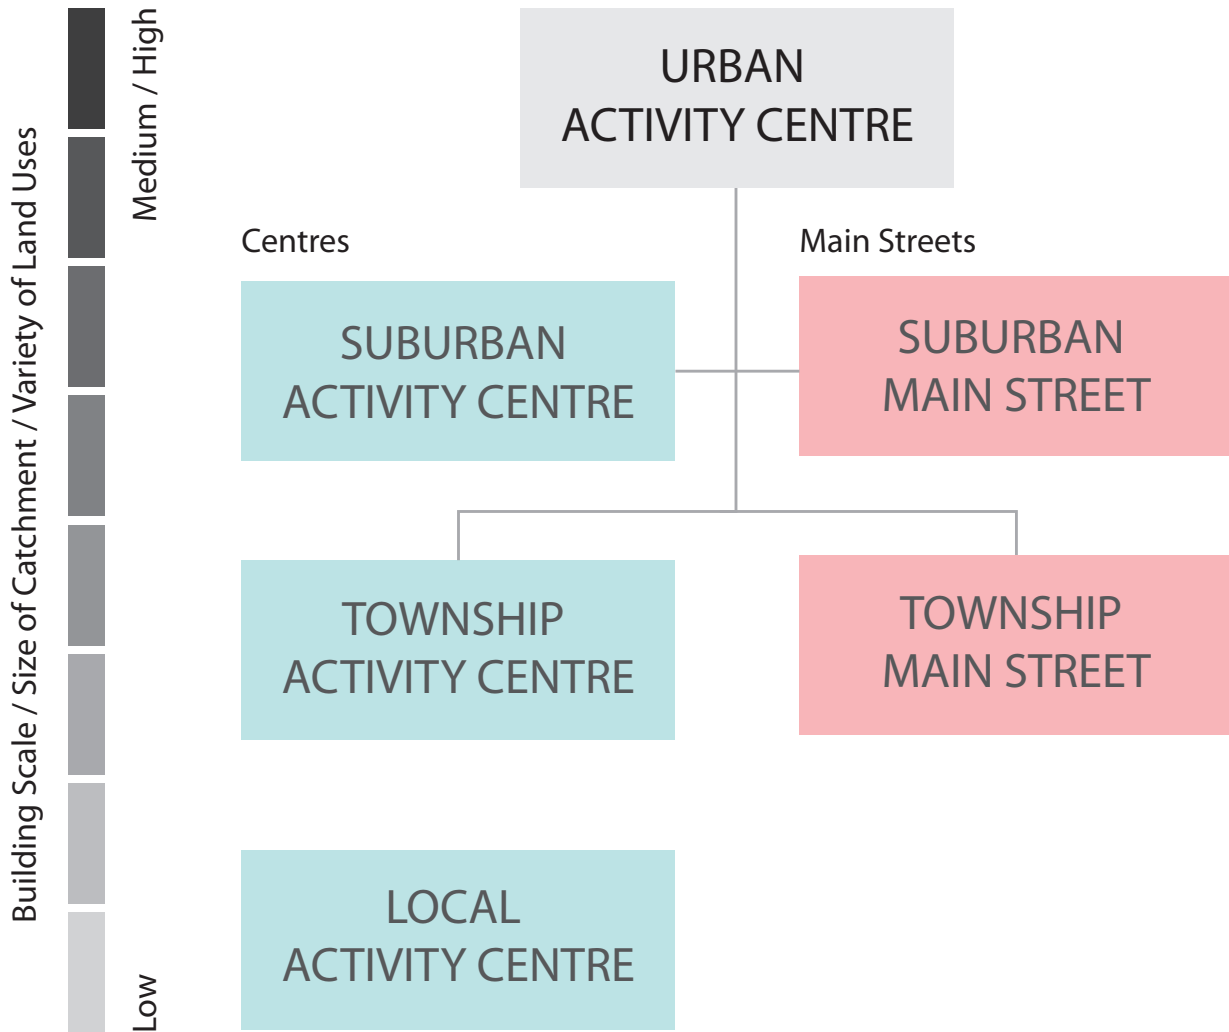 Building Scale / Size of Catchment / Variety of Land Uses
Medium / High
Low
URBAN
ACTIVITY CENTRE
Centres
Main Streets
SUBURBAN
ACTIVITY CENTRE
SUBURBAN
MAIN STREET
TOWNSHIP
ACTIVITY CENTRE
TOWNSHIP
MAIN STREET
LOCAL
ACTIVITY CENTRE